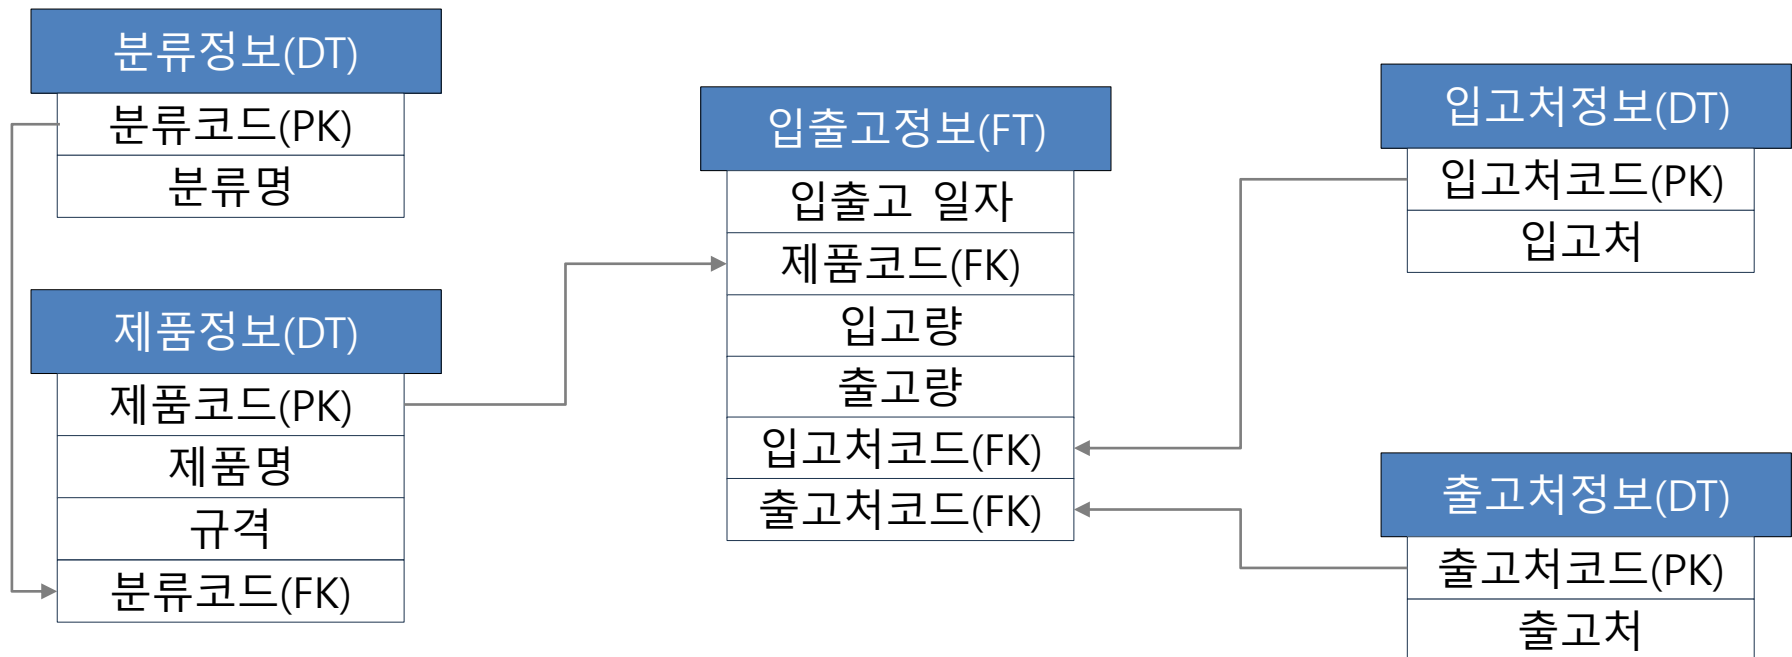 분류정보(DT)
분류코드(PK)
분류명
제품정보(DT)
제품코드(PK)
제품명
규격
분류코드(FK)
입출고정보(FT)
입출고 일자
제품코드(FK)
입고량
출고량
입고처코드(FK)
출고처코드(FK)
입고처정보(DT)
입고처코드(PK)
입고처
출고처정보(DT)
출고처코드(PK)
출고처